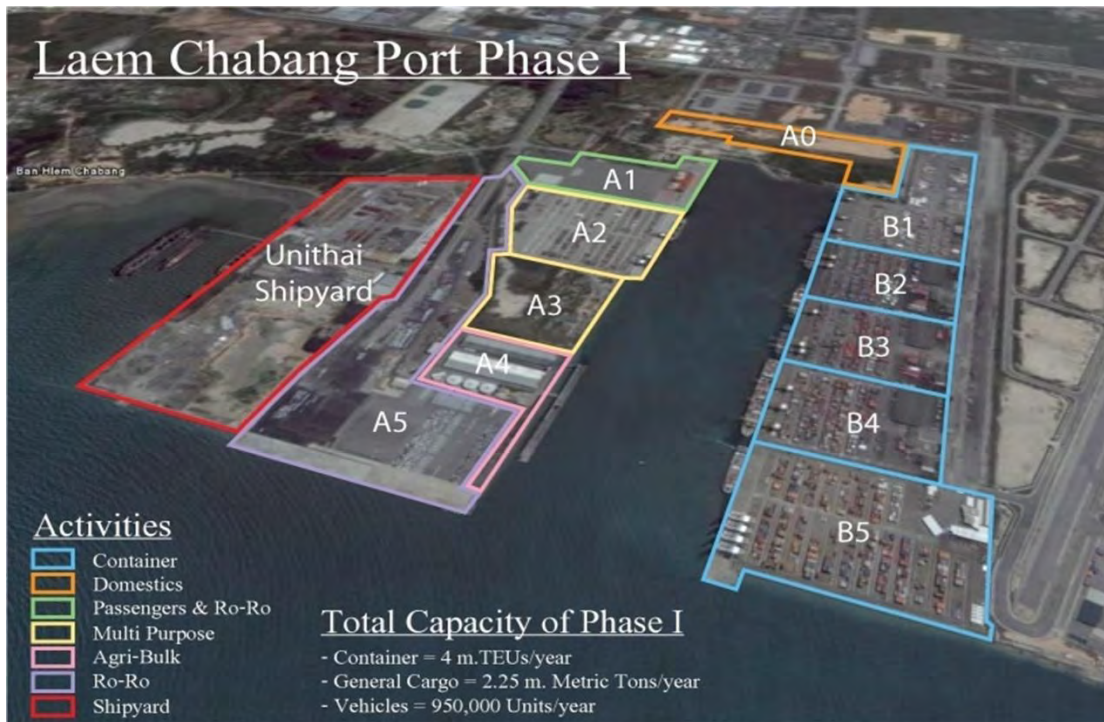 Laem Chabang Port Phase I
Ban Hlem Chabang
A0
A1
A2
A3
A4
A5
Unithai
Shipyard
B1
B2
B3
B4
B5
Activities
Container
Domestics
Passengers & Ro-Ro
Multi Purpose
Agri-Bulk
Ro-Ro
Shipyard
Total Capacity of Phase I
- Container = 4 m.TEUs/year
- General Cargo = 2.25 m. Metric Tons/year
- Vehicles = 950,000 Units/year